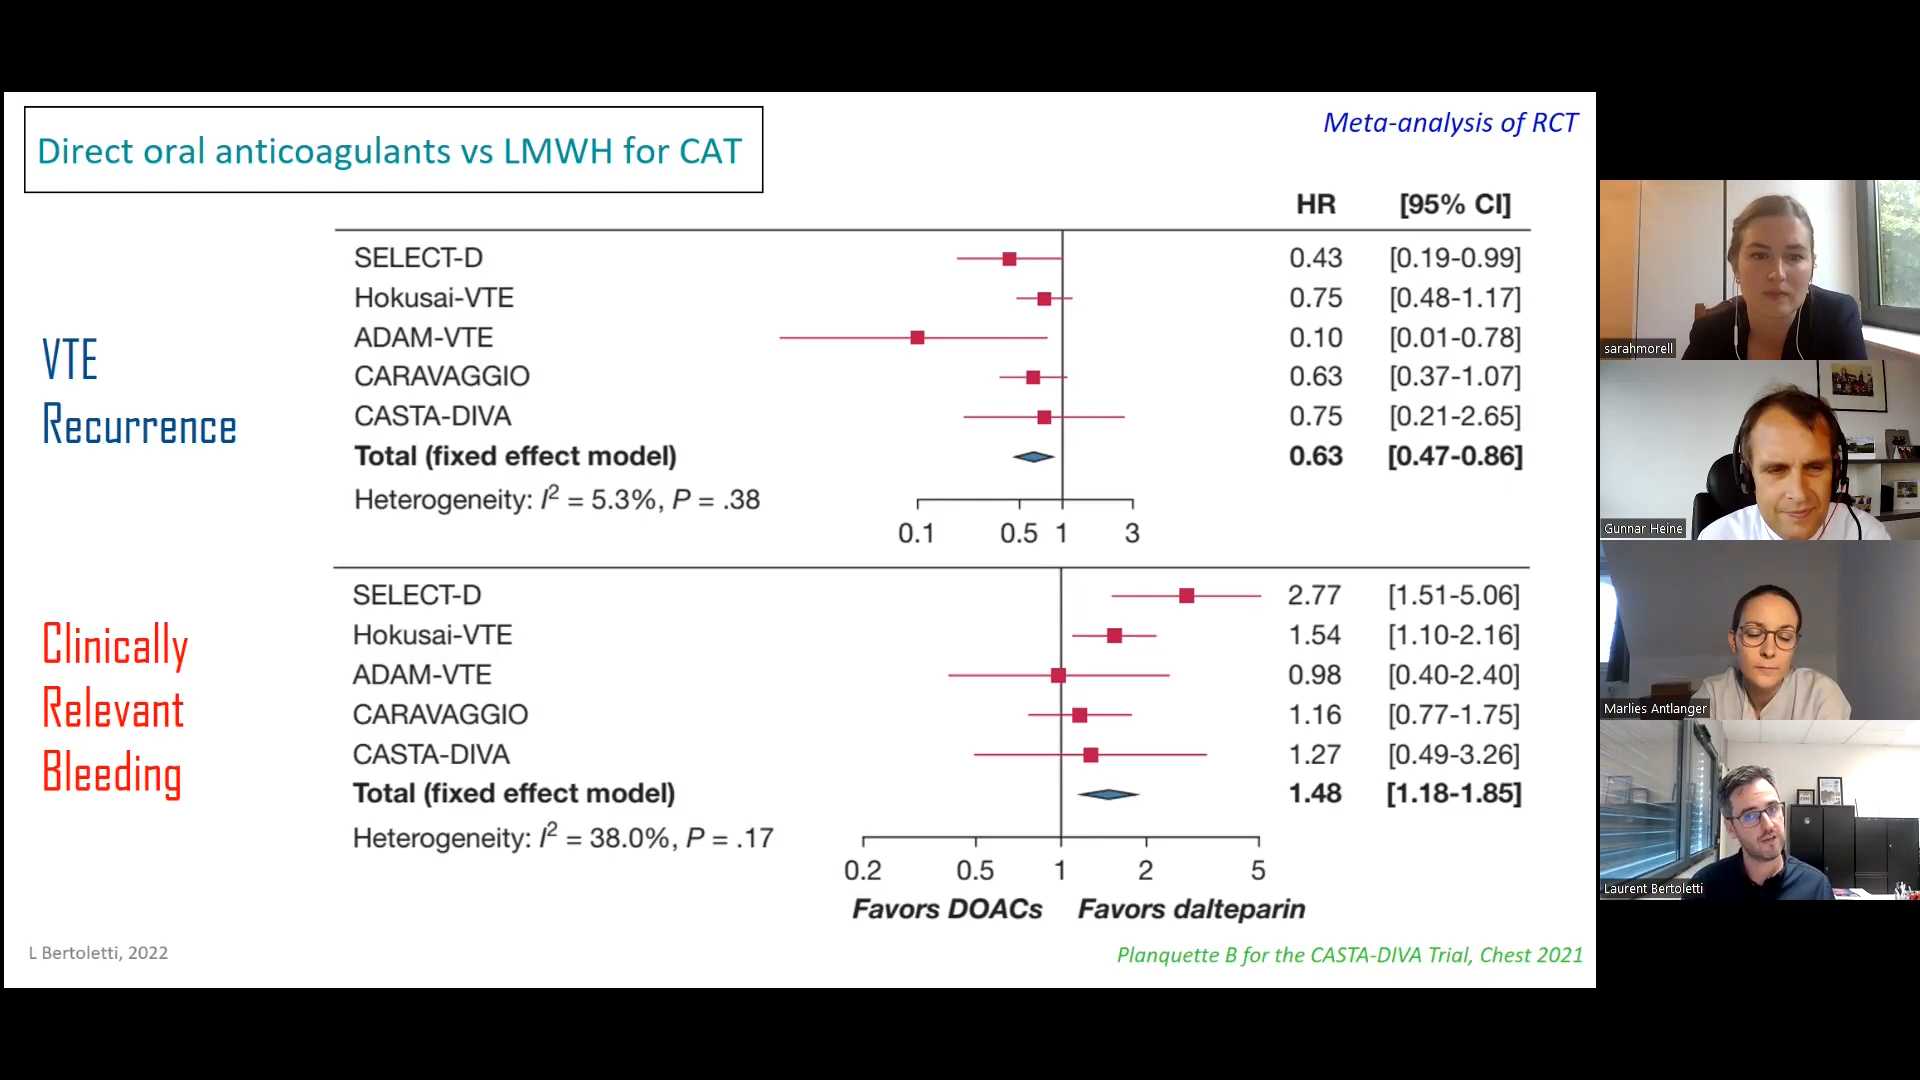 Direct oral anticoagulants vs LMWH for CAT
Meta-analysis of RCT
HR [95% CI]
VTE
Recurrence
SELECT-D 0.43 [0.19-0.99]
Hokusai-VTE 0.75 [0.48-1.17]
ADAM-VTE 0.10 [0.01-0.78]
CARAVAGGIO 0.63 [0.37-1.07]
CASTA-DIVA 0.75 [0.21-2.65]
Total (fixed effect model) 0.63 [0.47-0.86]
Heterogeneity: I² = 5.3%, P = .38
0.1 0.5 1 3
Clinically
Relevant
Bleeding
SELECT-D 2.77 [1.51-5.06]
Hokusai-VTE 1.54 [1.10-2.16]
ADAM-VTE 0.98 [0.40-2.40]
CARAVAGGIO 1.16 [0.77-1.75]
CASTA-DIVA 1.27 [0.49-3.26]
Total (fixed effect model) 1.48 [1.18-1.85]
Heterogeneity: I² = 38.0%, P = .17
0.2 0.5 1 2 5
Favors DOACs Favors dalteparin
L Bertoletti, 2022
Planquette B for the CASTA-DIVA Trial, Chest 2021
sarahmorell
Gunnar Heine
Marlies Antlanger
Laurent Bertoletti